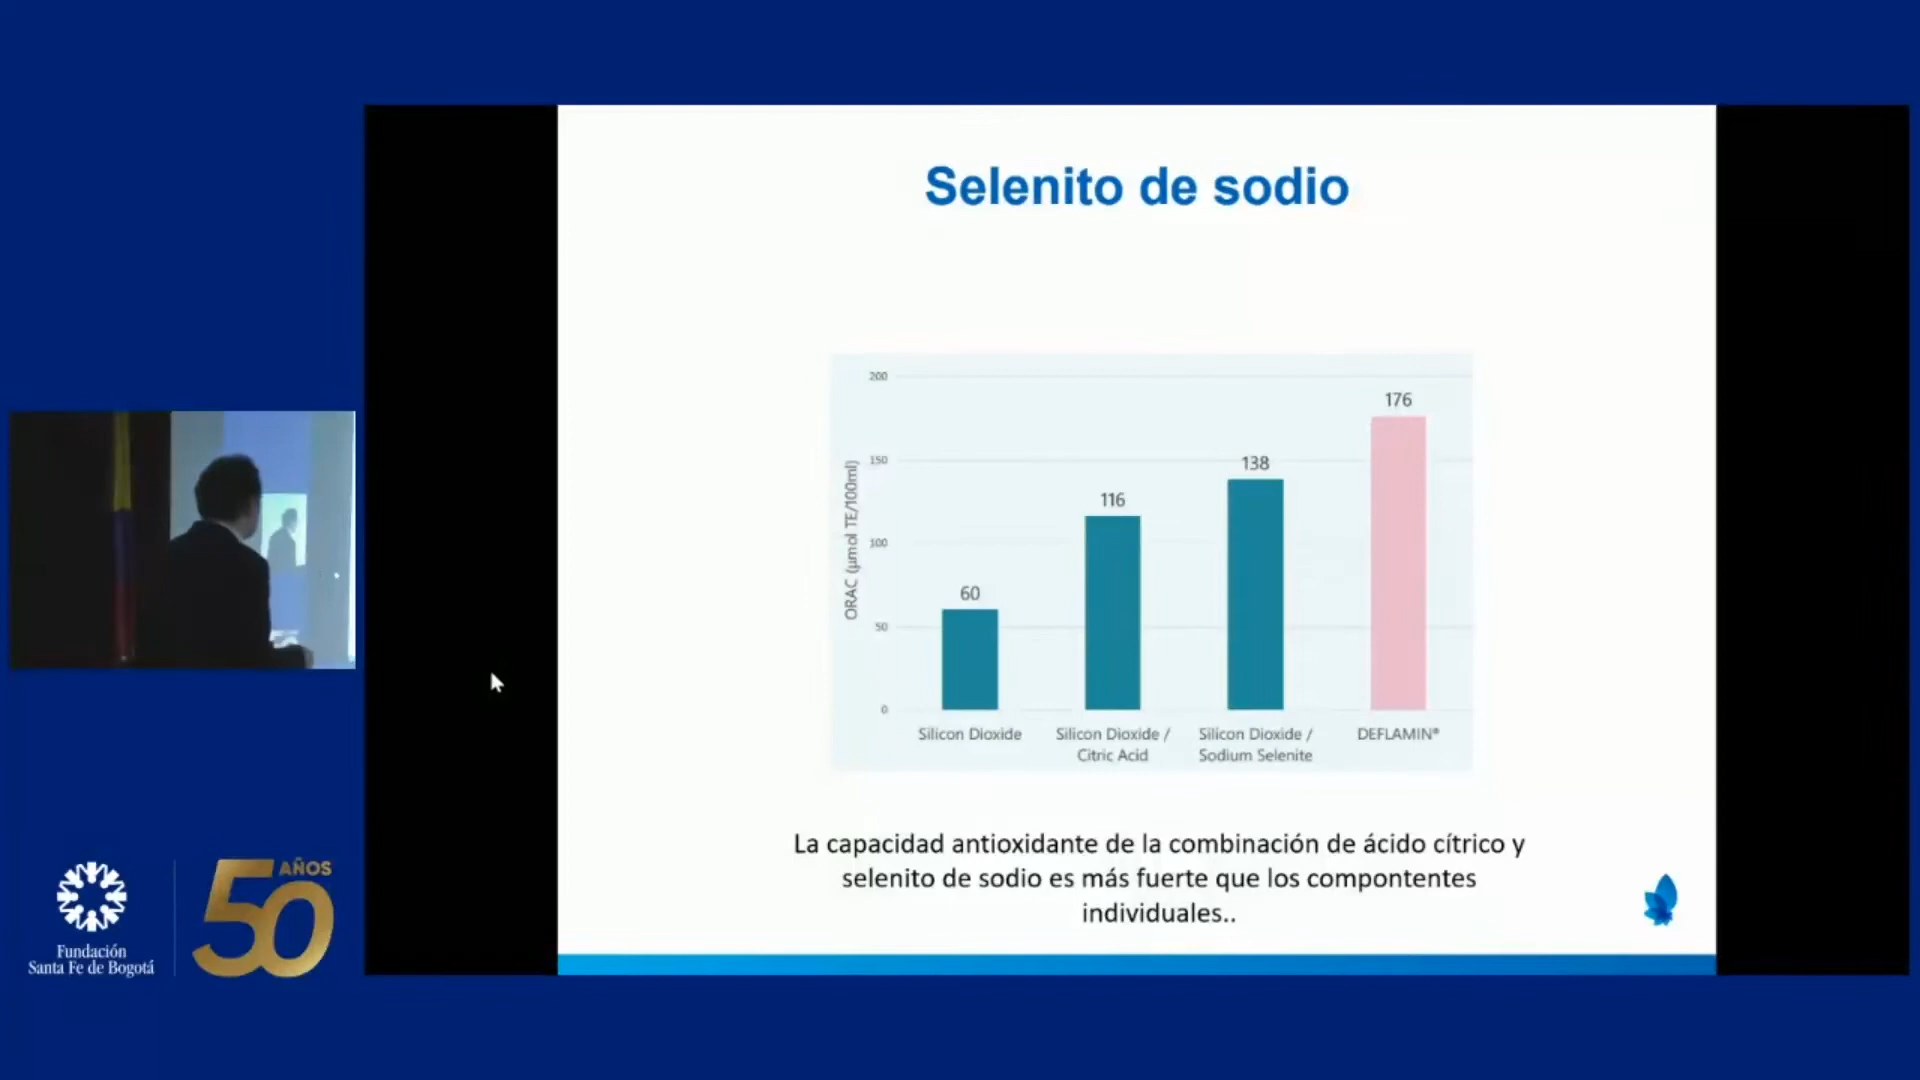 Selenito de sodio
200
150
100
50
0
ORAC (µmol TE/100ml)
60
116
138
176
Silicon Dioxide
Silicon Dioxide /
Citric Acid
Silicon Dioxide /
Sodium Selenite
DEFLAMIN®
La capacidad antioxidante de la combinación de ácido cítrico y
selenito de sodio es más fuerte que los compontentes
individuales..
Fundación
Santa Fe de Bogotá
50 AÑOS